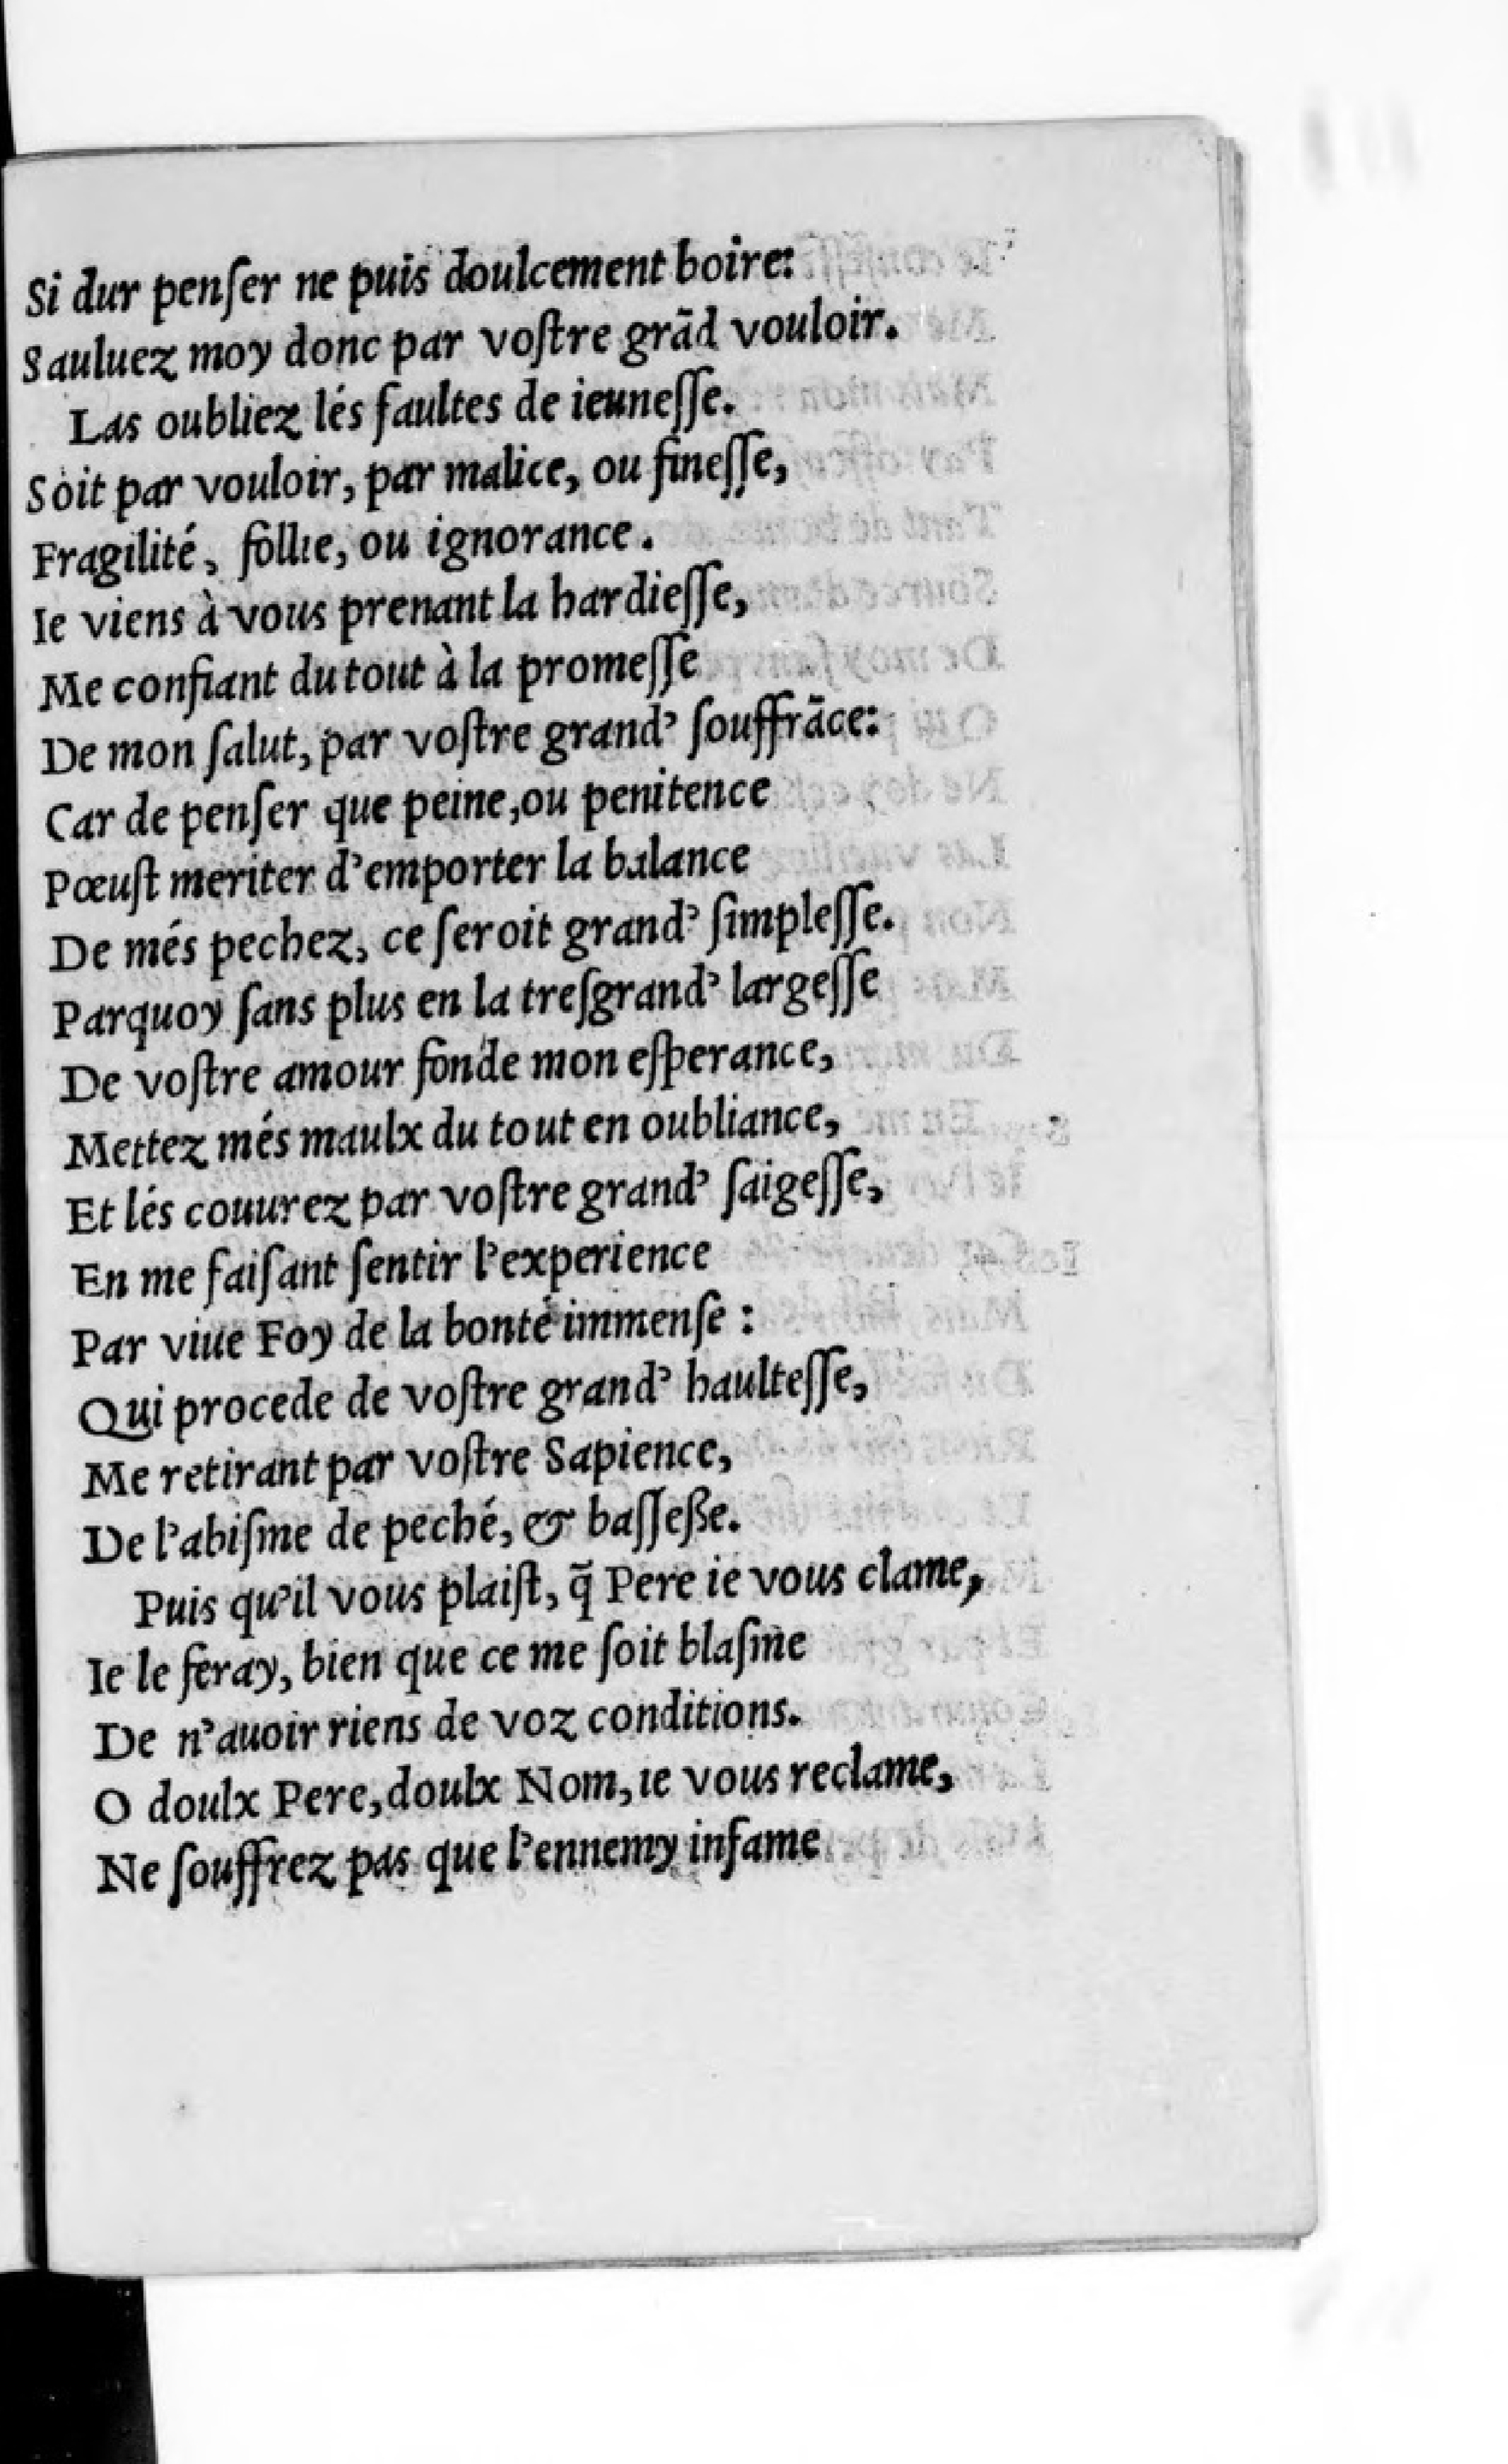 Si dur penſer ne puis doulcement boire:
Sauluez moy donc par voſtre grād vouloir.
Las oubliez lés faultes de ieuneſſe.
Soit par vouloir, par malice, ou fineſſe,
Fragilité, follie, ou ignorance.
Ie viens à vous prenant la hardieſſe,
Me confiant du tout à la promeſſe
De mon ſalut, par voſtre grand' ſouffrāce:
Car de penſer que peine, ou penitence
Pœuſt meriter d'emporter la balance
De més pechez, ce ſeroit grand' ſimpleſſe.
Parquoy ſans plus en la treſgrand' largeſſe
De voſtre amour fonde mon eſperance,
Mettez més maulx du tout en oubliance,
Et lés couurez par voſtre grand' ſaigeſſe,
En me faiſant ſentir l'experience
Par viue Foy de la bonté immenſe :
Qui procede de voſtre grand' haulteſſe,
Me retirant par voſtre Sapience,
De l'abiſme de peché, & baſſeße.
Puis qu'il vous plaiſt, q̃ Pere ie vous clame,
Ie le feray, bien que ce me ſoit blaſme
De n'auoir riens de voz conditions.
O doulx Pere, doulx Nom, ie vous reclame,
Ne ſouffrez pas que l'ennemy infame